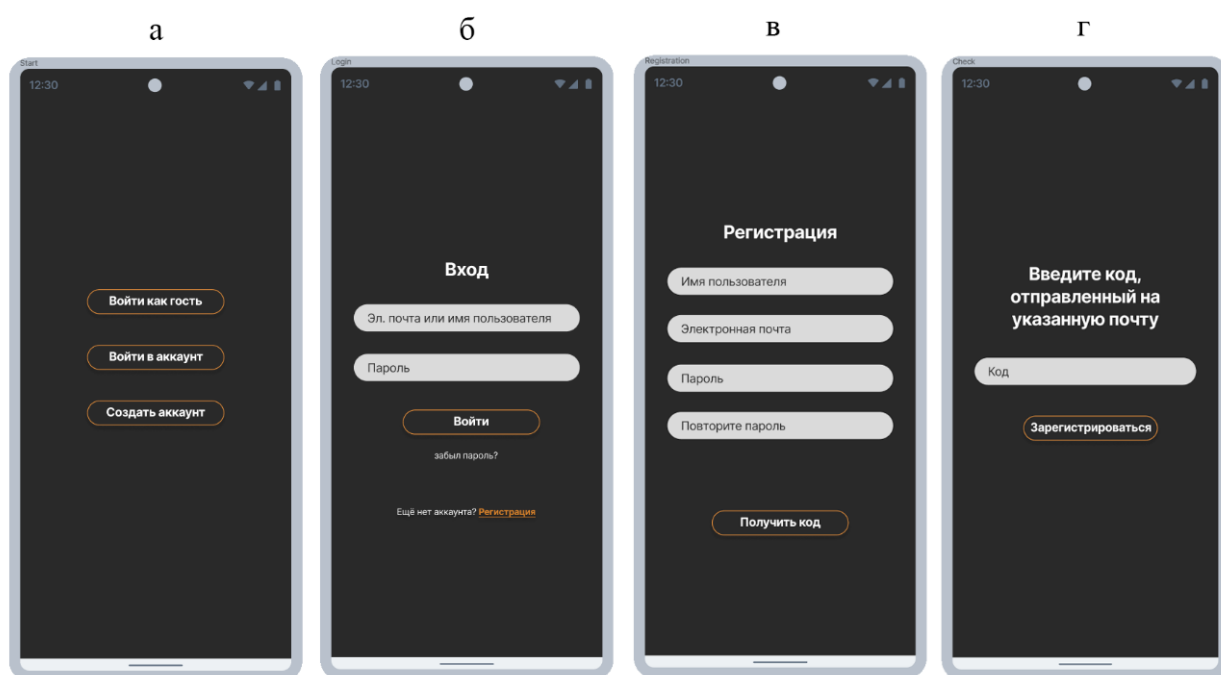 а
б
в
г
Start
12:30
Войти как гость
Войти в аккаунт
Создать аккаунт
Login
12:30
Вход
Эл. почта или имя пользователя
Пароль
Войти
забыл пароль?
Ещё нет аккаунта? Регистрация
Registration
12:30
Регистрация
Имя пользователя
Электронная почта
Пароль
Повторите пароль
Получить код
Check
12:30
Введите код,
отправленный на
указанную почту
Код
Зарегистрироваться